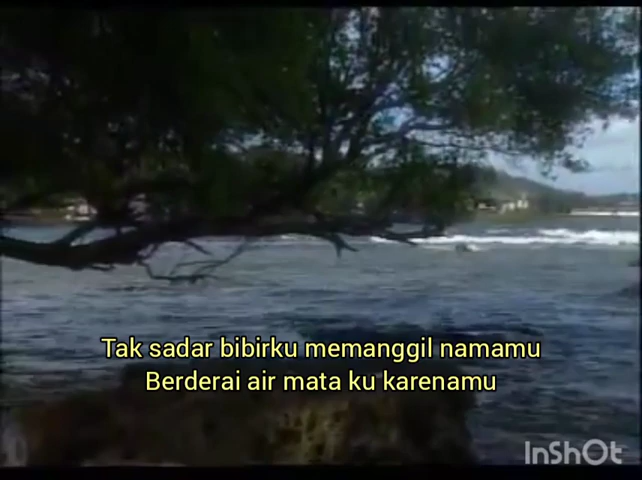 Tak sadar bibirku memanggil namamu
Berderai air mata ku karenamu
InShOt